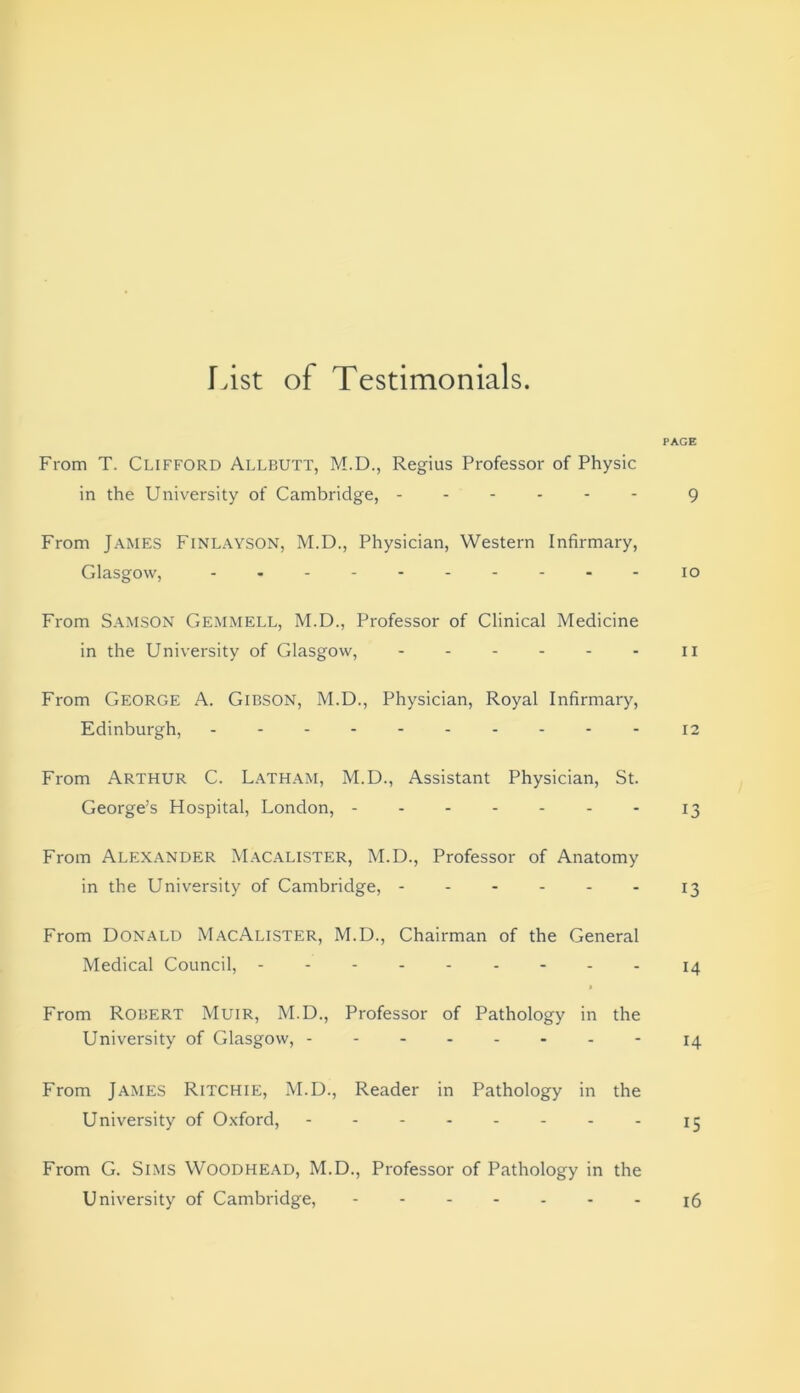 List of Testimonials.
PAGE
From T. CLIFFORD ALLBUTT, M.D., Regius Professor of Physic
in the University of Cambridge, - - - - - - 9
From JAMES FINLAYSON, M.D., Physician, Western Infirmary,
Glasgow, - - - - - - - - - - 10
From SAMSON GEMMELL, M.D., Professor of Clinical Medicine
in the University of Glasgow, - - - - - - 11
From GEORGE A. GIBSON, M.D., Physician, Royal Infirmary,
Edinburgh, - - - - - - - - - - 12
From ARTHUR C. LATHAM, M.D., Assistant Physician, St.
George's Hospital, London, - - - - - - - 13
From ALEXANDER MACALISTER, M.D., Professor of Anatomy
in the University of Cambridge, - - - - - - 13
From DONALD MACALISTER, M.D., Chairman of the General
Medical Council, - - - - - - - - - 14
From ROBERT MUIR, M.D., Professor of Pathology in the
University of Glasgow, - - - - - - - - 14
From JAMES RITCHIE, M.D., Reader in Pathology in the
University of Oxford, - - - - - - - - 15
From G. SIMS WOODHEAD, M.D., Professor of Pathology in the
University of Cambridge, - - - - - - - 16